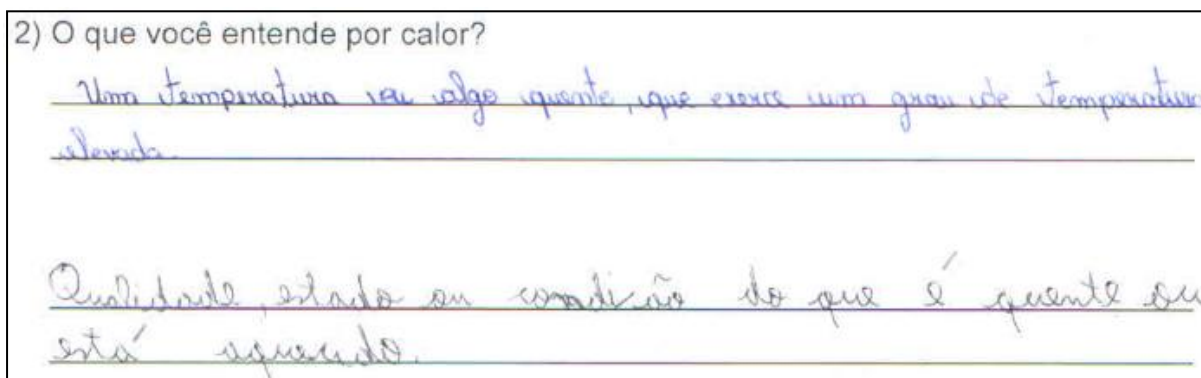 2) O que você entende por calor?
Uma temperatura ou algo quente, que exerce um grau de temperatura
elevada.
Qualidade, estado ou condição do que é quente ou
está aquecido.